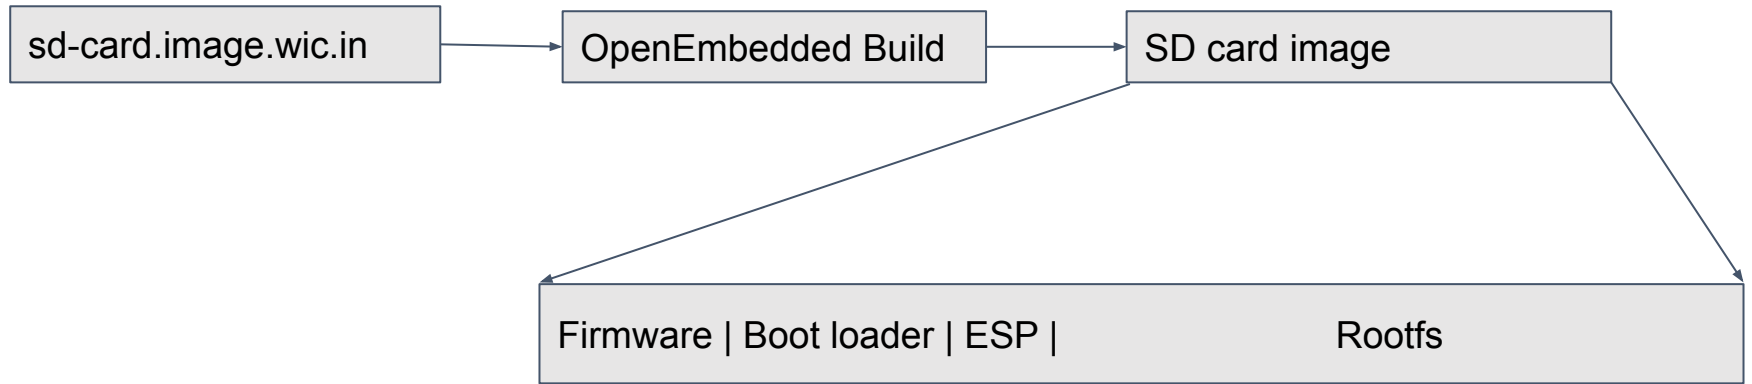 sd-card.image.wic.in
OpenEmbedded Build
SD card image
Firmware | Boot loader | ESP | Rootfs